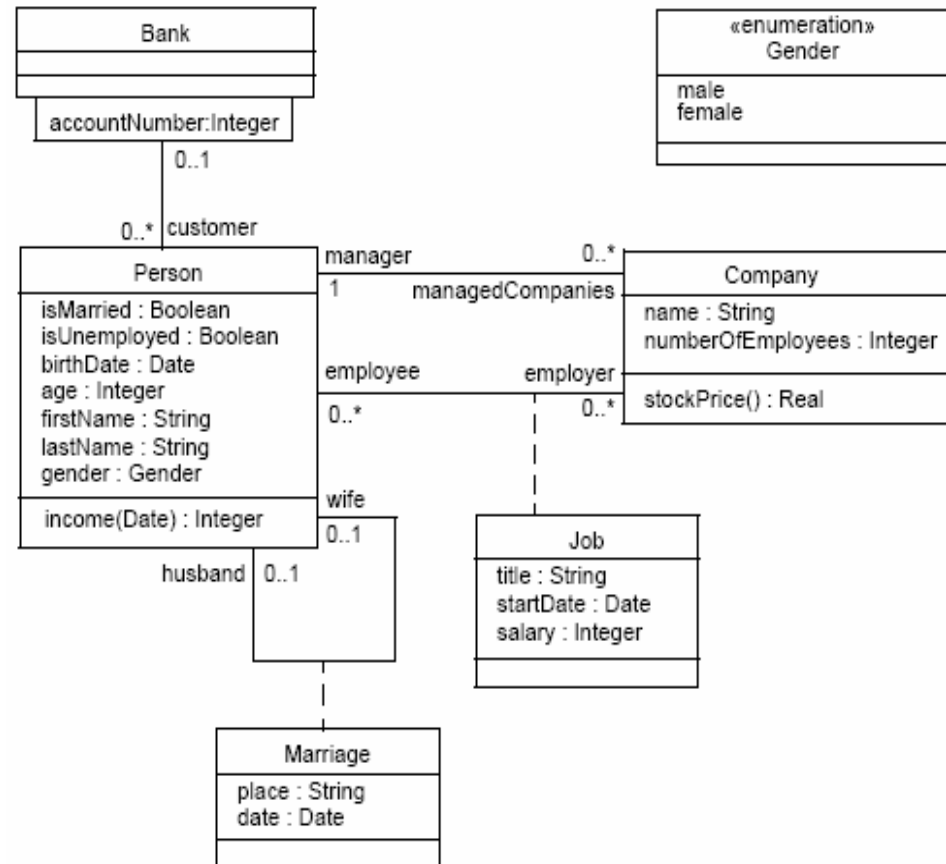 Bank
accountNumber:Integer
0..1
0..* customer
«enumeration»
Gender
male
female
Person
isMarried : Boolean
isUnemployed : Boolean
birthDate : Date
age : Integer
firstName : String
lastName : String
gender : Gender
income(Date) : Integer
manager
1
0..*
managedCompanies
employee
0..*
employer
0..*
Company
name : String
numberOfEmployees : Integer
stockPrice() : Real
wife
0..1
husband
0..1
Job
title : String
startDate : Date
salary : Integer
Marriage
place : String
date : Date